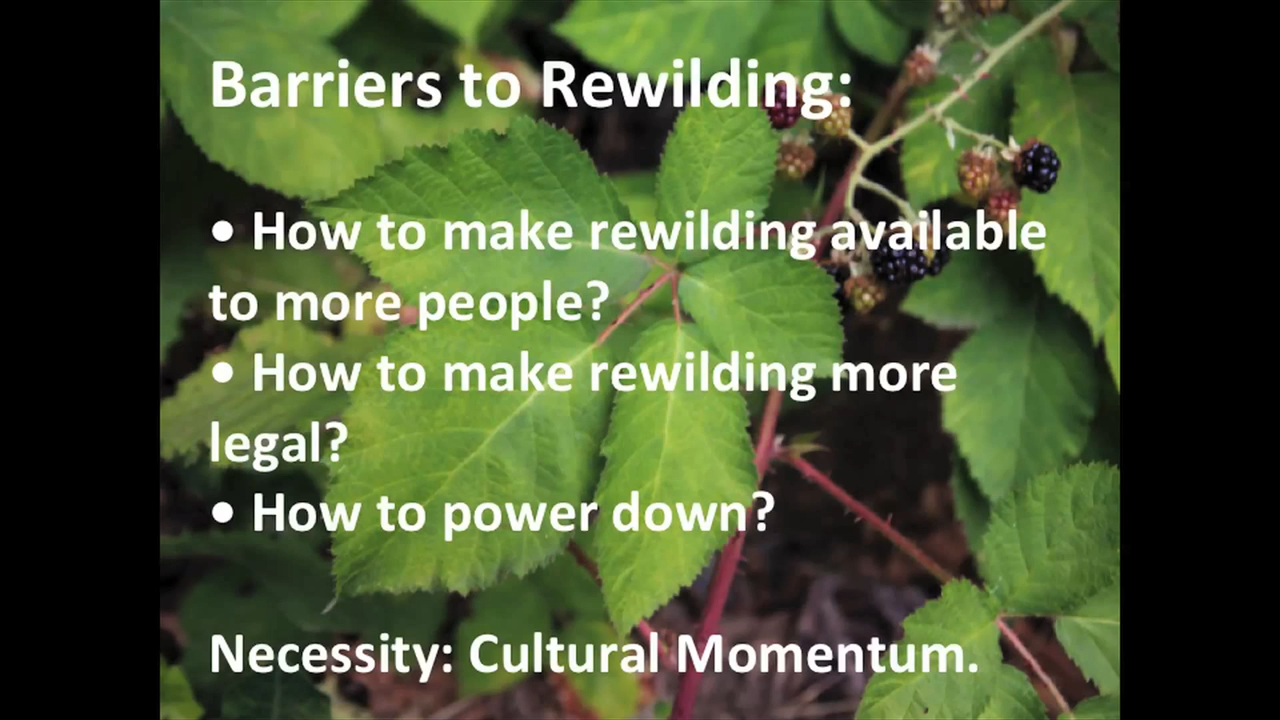 Barriers to Rewilding:
• How to make rewilding available
to more people?
• How to make rewilding more
legal?
• How to power down?
Necessity: Cultural Momentum.